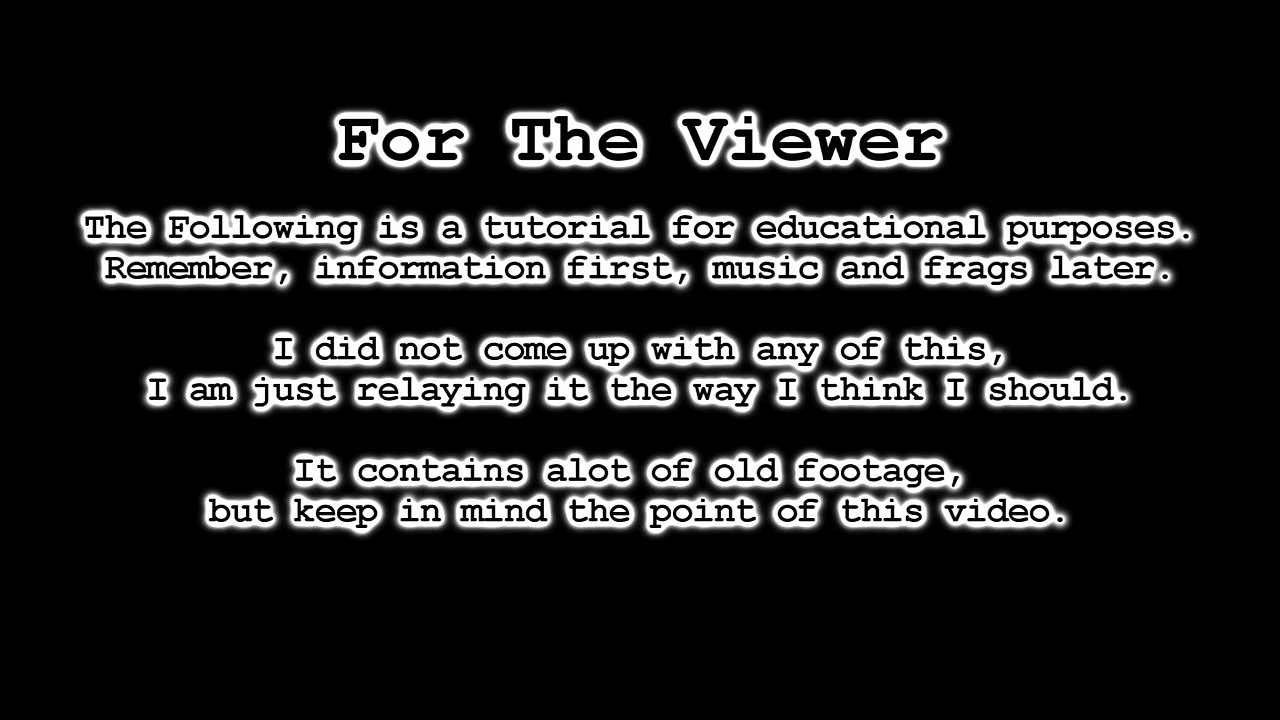 For The Viewer
The Following is a tutorial for educational purposes.
Remember, information first, music and frags later.
I did not come up with any of this,
I am just relaying it the way I think I should.
It contains alot of old footage,
but keep in mind the point of this video.